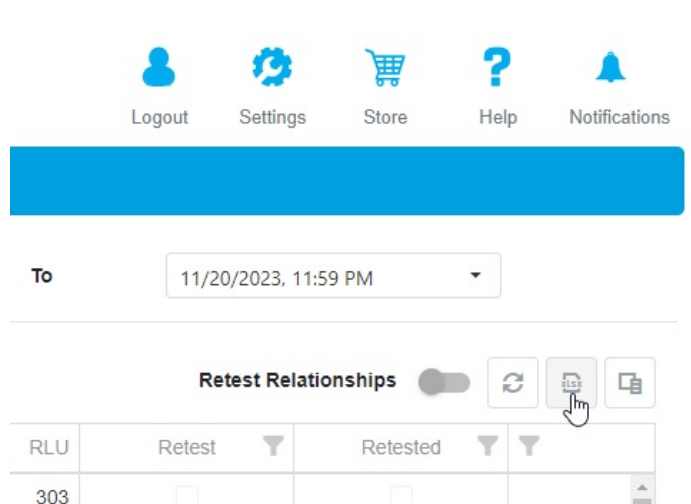 Logout Settings Store Help Notifications
To 11/20/2023, 11:59 PM
Retest Relationships XLSX
RLU Retest Retested
303